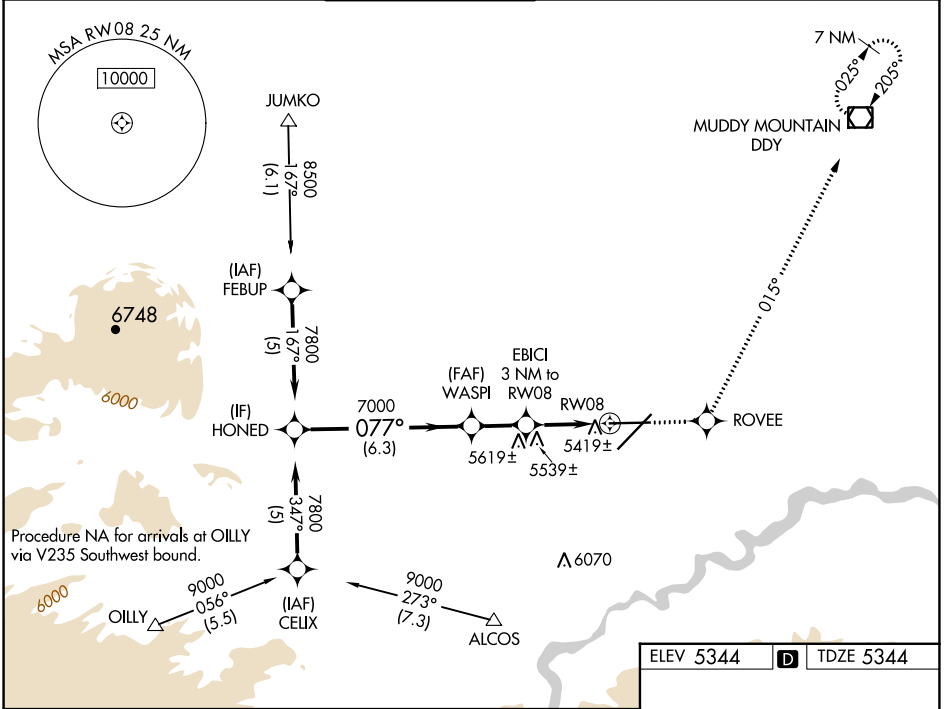 MSA RW08 25 NM
10000
7 NM
025°
205°
MUDDY MOUNTAIN
DDY
JUMKO
8500
167°
(6.1)
(IAF)
FEBUP
6748
7800
167°
(5)
015°
6000
(IF)
HONED
7000
077°
(6.3)
(FAF)
WASPI
EBICI
3 NM to
RW08
RW08
5419±
ROVEE
5619±
5539±
7800
347°
(5)
Procedure NA for arrivals at OILLY
via V235 Southwest bound.
6070
6000
9000
056°
(5.5)
OILLY
(IAF)
CELIX
9000
273°
(7.3)
ALCOS
ELEV 5344 D TDZE 5344